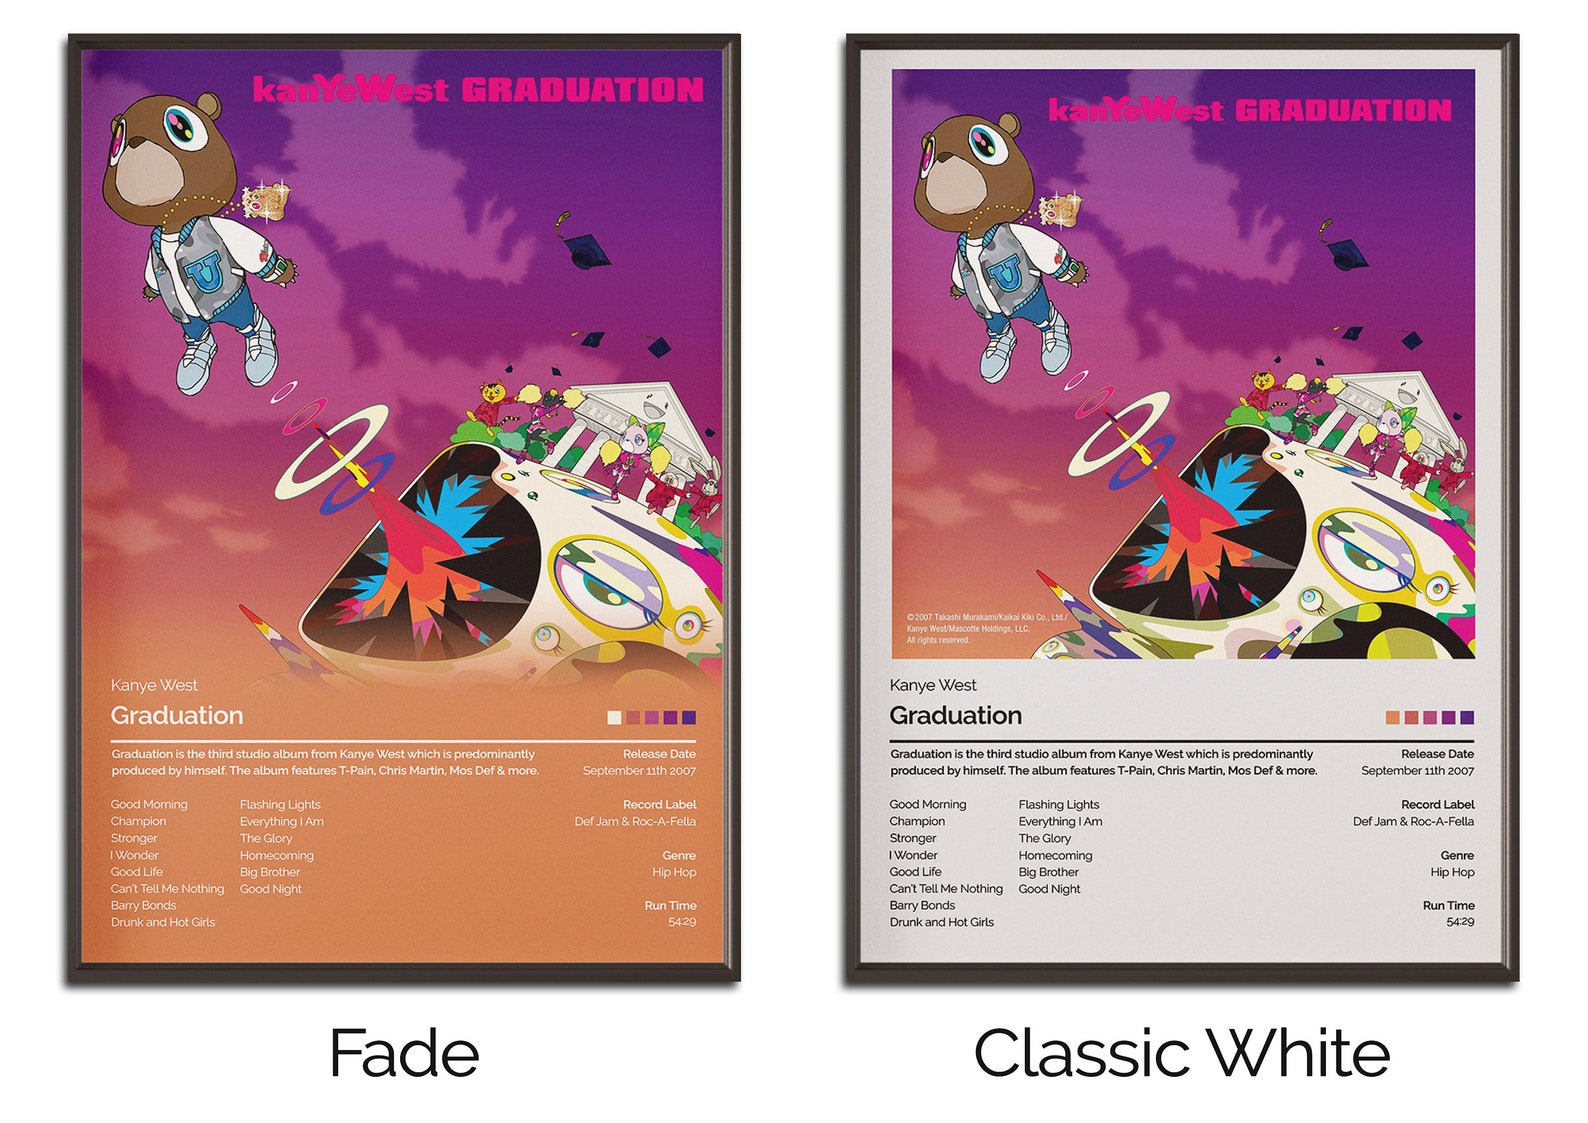 kanYeWest GRADUATION
U
Kanye West
Graduation
Graduation is the third studio album from Kanye West which is predominantly
produced by himself. The album features T-Pain, Chris Martin, Mos Def & more.
Release Date
September 11th 2007
Good Morning
Champion
Stronger
I Wonder
Good Life
Can't Tell Me Nothing
Barry Bonds
Drunk and Hot Girls
Flashing Lights
Everything I Am
The Glory
Homecoming
Big Brother
Good Night
Record Label
Def Jam & Roc-A-Fella
Genre
Hip Hop
Run Time
54:29
Fade
kanYeWest GRADUATION
U
© 2007 Takashi Murakami/Kaikai Kiki Co., Ltd./
Kanye West/Mascotte Holdings, LLC.
All rights reserved.
Kanye West
Graduation
Graduation is the third studio album from Kanye West which is predominantly
produced by himself. The album features T-Pain, Chris Martin, Mos Def & more.
Release Date
September 11th 2007
Good Morning
Champion
Stronger
I Wonder
Good Life
Can't Tell Me Nothing
Barry Bonds
Drunk and Hot Girls
Flashing Lights
Everything I Am
The Glory
Homecoming
Big Brother
Good Night
Record Label
Def Jam & Roc-A-Fella
Genre
Hip Hop
Run Time
54:29
Classic White